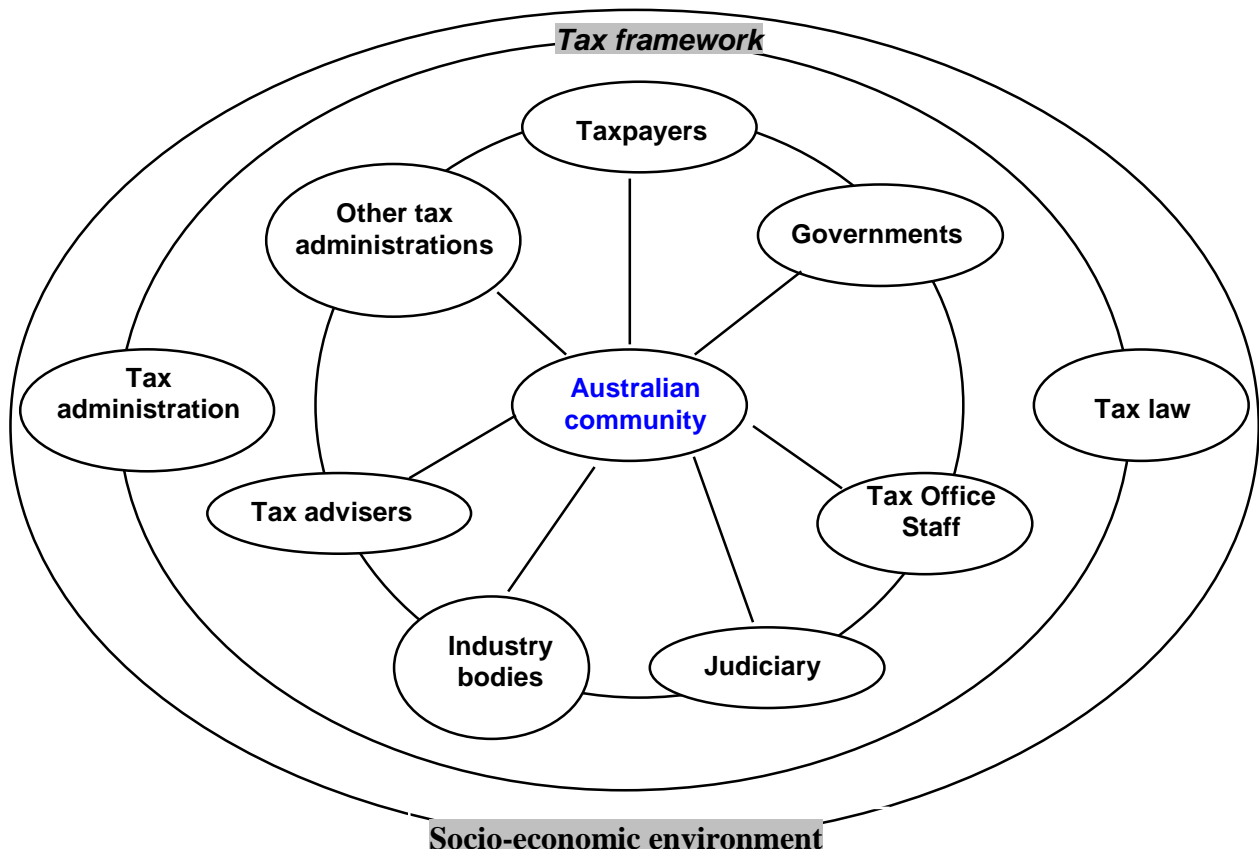 Tax framework
Taxpayers
Other tax
administrations
Governments
Tax
administration
Australian
community
Tax law
Tax advisers
Tax Office
Staff
Industry
bodies
Judiciary
Socio-economic environment